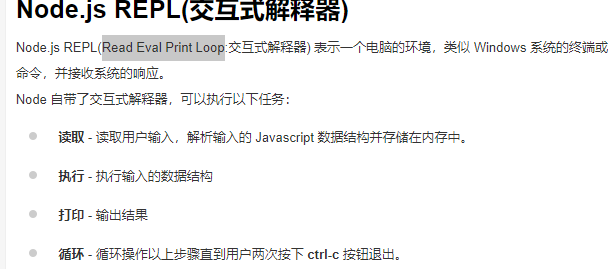 Node.js REPL(交互式解释器)
Node.js REPL(Read Eval Print Loop:交互式解释器) 表示一个电脑的环境，类似 Windows 系统的终端或
命令，并接收系统的响应。
Node 自带了交互式解释器，可以执行以下任务：
读取 - 读取用户输入，解析输入的 Javascript 数据结构并存储在内存中。
执行 - 执行输入的数据结构
打印 - 输出结果
循环 - 循环操作以上步骤直到用户两次按下 ctrl-c 按钮退出。